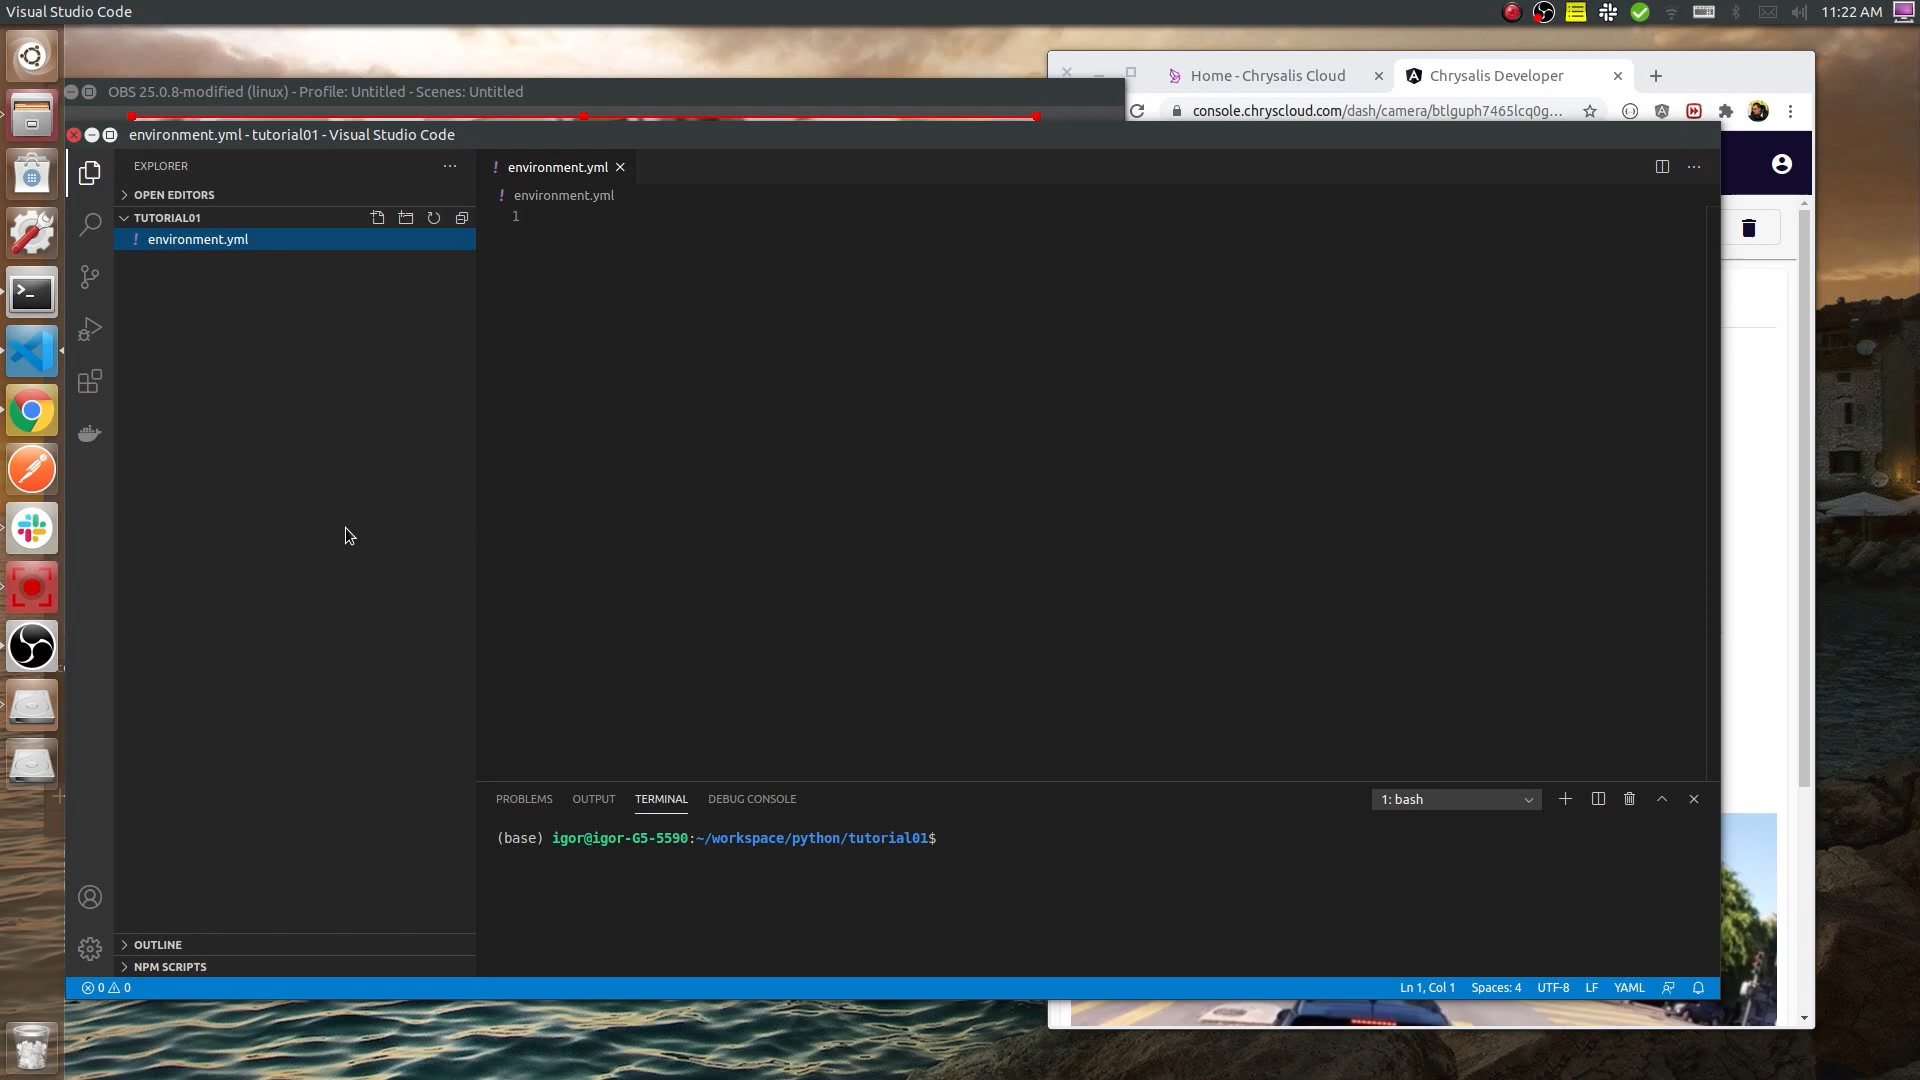 Visual Studio Code
11:22 AM
OBS 25.0.8-modified (linux) - Profile: Untitled - Scenes: Untitled
Home - Chrysalis Cloud
Chrysalis Developer
console.chryscloud.com/dash/camera/btlguph7465lcq0g...
environment.yml - tutorial01 - Visual Studio Code
EXPLORER
OPEN EDITORS
TUTORIAL01
! environment.yml
! environment.yml
! environment.yml
1
PROBLEMS
OUTPUT
TERMINAL
DEBUG CONSOLE
1: bash
(base) igor@igor-G5-5590:~/workspace/python/tutorial01$
OUTLINE
NPM SCRIPTS
0 0
Ln 1, Col 1
Spaces: 4
UTF-8
LF
YAML